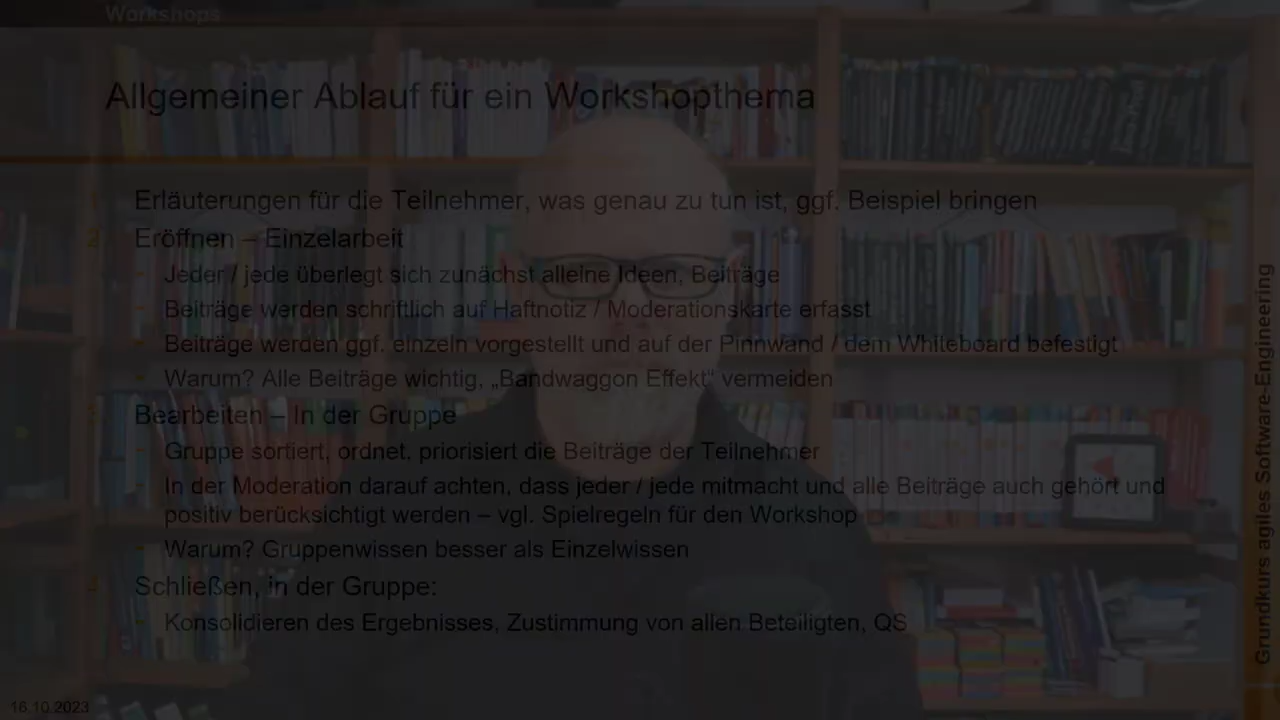 Workshops
Allgemeiner Ablauf für ein Workshopthema
Erläuterungen für die Teilnehmer, was genau zu tun ist, ggf. Beispiel bringen
2. Eröffnen – Einzelarbeit
Jeder / jede überlegt sich zunächst alleine Ideen, Beiträge
Beiträge werden schriftlich auf Haftnotiz / Moderationskarte erfasst
Beiträge werden ggf. einzeln vorgestellt und auf der Pinnwand / dem Whiteboard befestigt
Warum? Alle Beiträge wichtig, „Bandwaggon Effekt“ vermeiden
Bearbeiten – In der Gruppe
Gruppe sortiert, ordnet, priorisiert die Beiträge der Teilnehmer
In der Moderation darauf achten, dass jeder / jede mitmacht und alle Beiträge auch gehört und
positiv berücksichtigt werden – vgl. Spielregeln für den Workshop
Warum? Gruppenwissen besser als Einzelwissen
Schließen, in der Gruppe:
Konsolidieren des Ergebnisses, Zustimmung von allen Beteiligten, QS
Grundkurs agiles Software-Engineering
16.10.2023